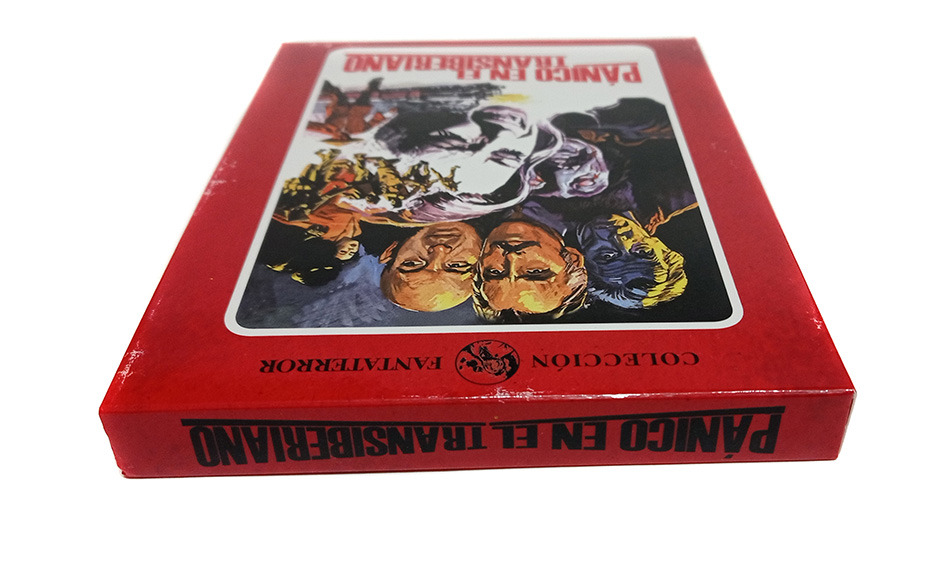 COLECCIÓN FANTATERROR
PÁNICO EN EL
TRANSIBERIANO
PÁNICO EN EL TRANSIBERIANO